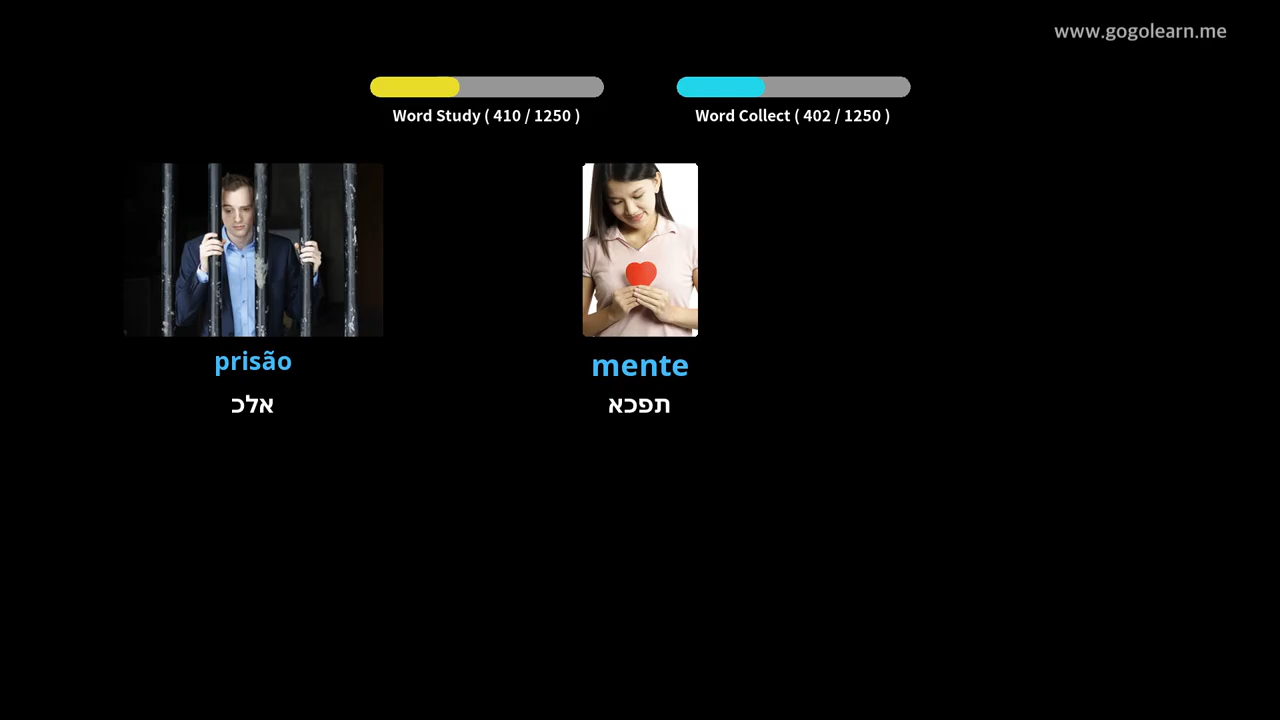 www.gogolearn.me
Word Study ( 410 / 1250 )
Word Collect ( 402 / 1250 )
prisão
אלכ
mente
תפכא